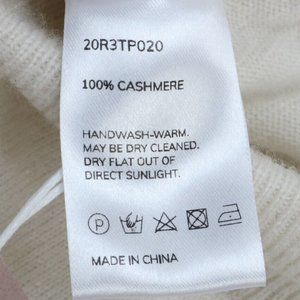 20R3TP020
100% CASHMERE
HANDWASH-WARM.
MAY BE DRY CLEANED.
DRY FLAT OUT OF
DIRECT SUNLIGHT.
P
MADE IN CHINA